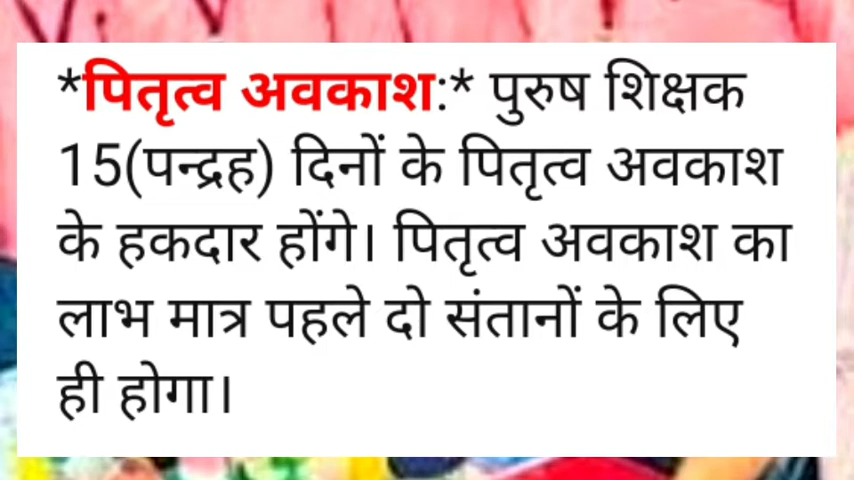 *पितृत्व अवकाश:* पुरुष शिक्षक
15(पन्द्रह) दिनों के पितृत्व अवकाश
के हकदार होंगे। पितृत्व अवकाश का
लाभ मात्र पहले दो संतानों के लिए
ही होगा।